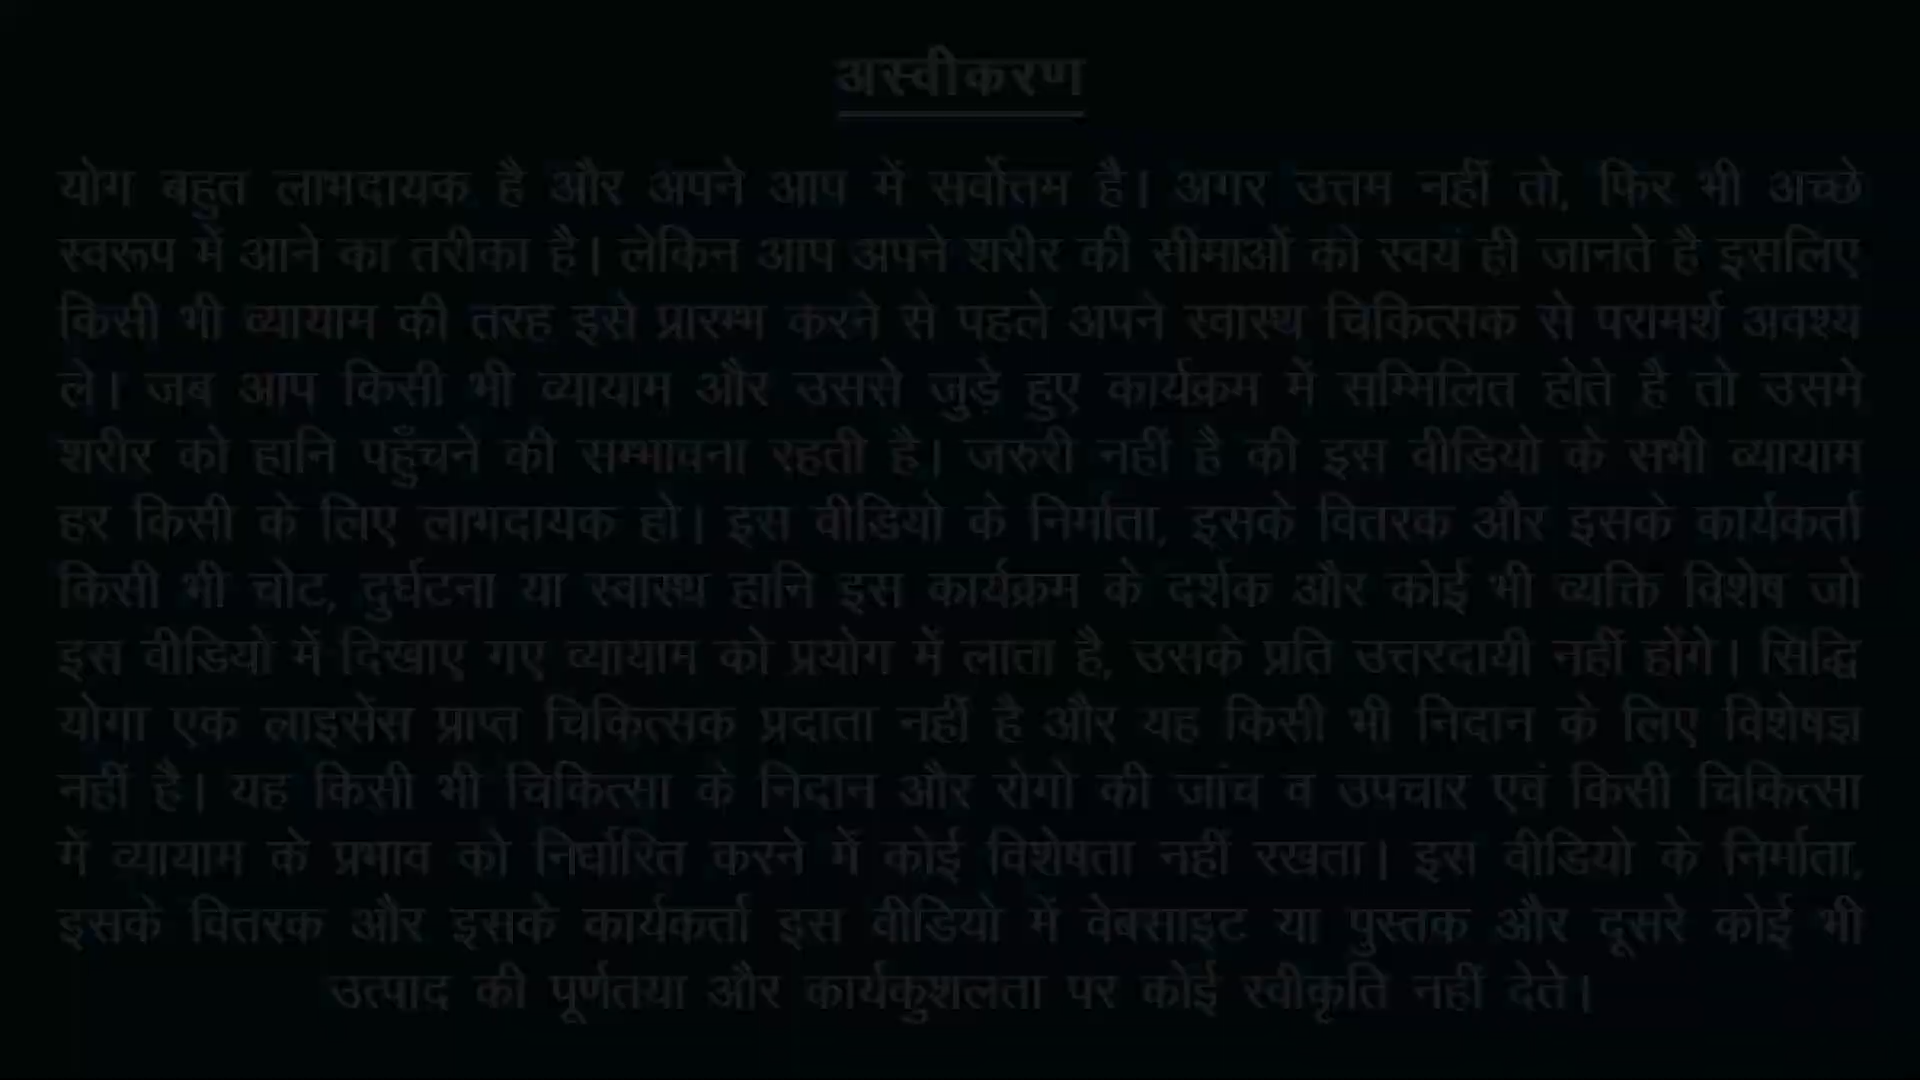 अस्वीकरण
योग बहुत लाभदायक है और अपने आप में सर्वोतम है। अगर उत्तम नहीं तो, फिर भी अच्छे
स्वरूप में आने का तरीका है। लेकिन आप अपने शरीर की सीमाओं को स्वयं ही जानते है इसलिए
किसी भी व्यायाम की तरह इसे प्रारम्भ करने से पहले अपने स्वास्थ चिकित्सक से परामर्श अवश्य
ले। जब आप किसी भी व्यायाम और उससे जुड़े हुए कार्यक्रम में सम्मिलित होते है तो उसमे
शरीर को हानि पहुँचने की सम्भावना रहती है। जरुरी नहीं है की इस वीडियो के सभी व्यायाम
हर किसी के लिए लाभदायक हो। इस वीडियो के निर्माता, इसके वितरक और इसके कार्यकर्ता
किसी भी चोट, दुर्घटना या स्वास्थ हानि इस कार्यक्रम के दर्शक और कोई भी व्यक्ति विशेष जो
इस वीडियो में दिखाए गए व्यायाम को प्रयोग में लाता है, उसके प्रति उत्तरदायी नहीं होंगे। सिद्धि
योगा एक लाइसेंस प्राप्त चिकित्सक प्रदाता नहीं है और यह किसी भी निदान के लिए विशेषज्ञ
नहीं है। यह किसी भी चिकित्सा के निदान और रोगो की जांच व उपचार एवं किसी चिकित्सा
में व्यायाम के प्रभाव को निर्धारित करने में कोई विशेषता नहीं रखता। इस वीडियो के निर्माता,
इसके वितरक और इसके कार्यकर्ता इस वीडियो में वेबसाइट या पुस्तक और दूसरे कोई भी
उत्पाद की पूर्णतया और कार्यकुशलता पर कोई स्वीकृति नहीं देते।